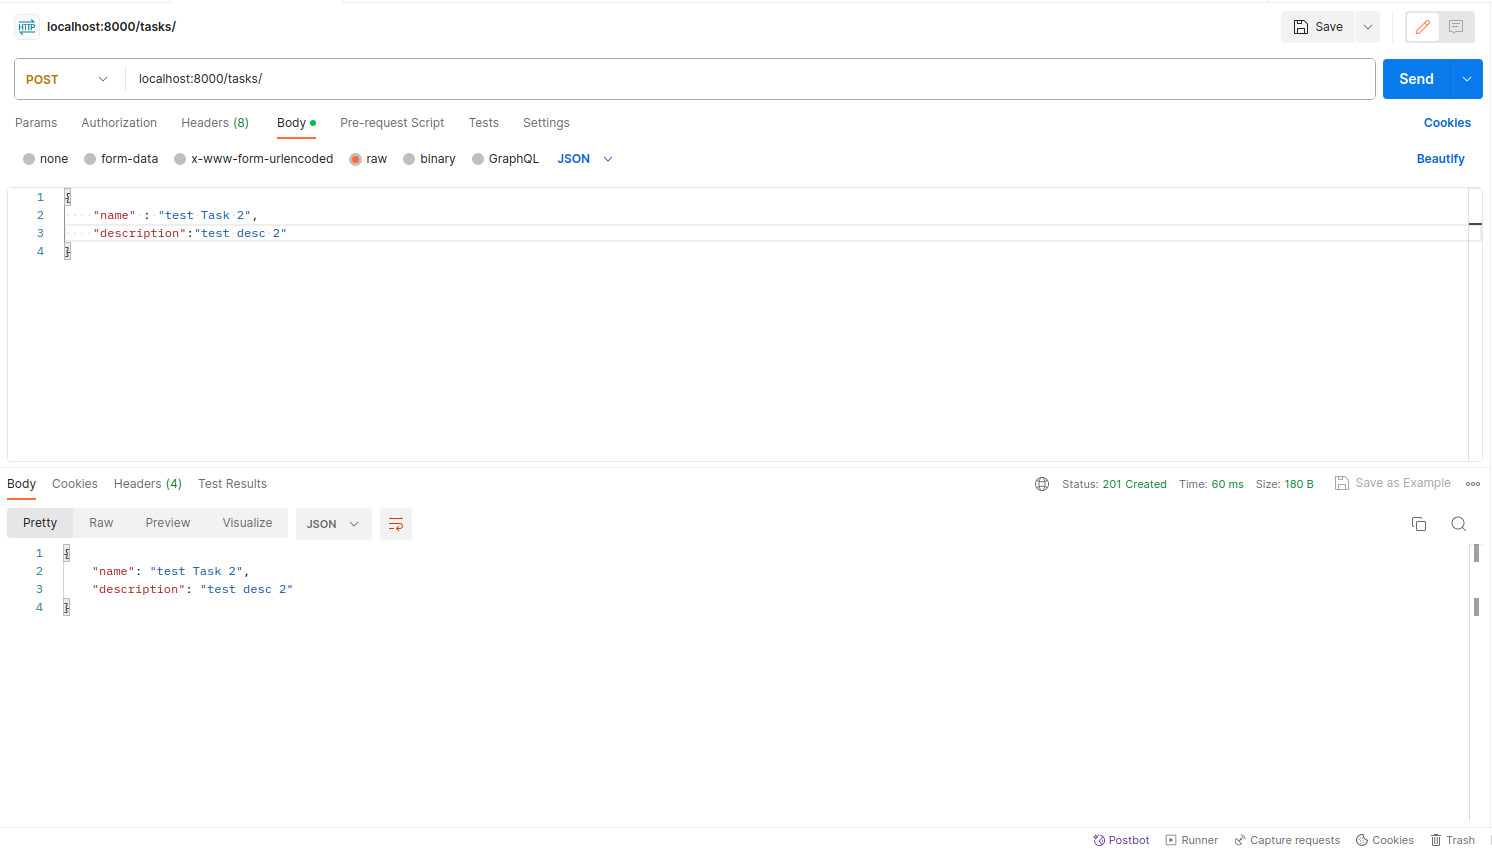 HTTP localhost:8000/tasks/ Save
POST localhost:8000/tasks/ Send
Params Authorization Headers (8) Body Pre-request Script Tests Settings Cookies
none form-data x-www-form-urlencoded raw binary GraphQL JSON Beautify
1 {
2 "name" : "test Task 2",
3 "description":"test desc 2"
4 }
Body Cookies Headers (4) Test Results Status: 201 Created Time: 60 ms Size: 180 B Save as Example
Pretty Raw Preview Visualize JSON
1 {
2 "name": "test Task 2",
3 "description": "test desc 2"
4 }
Postbot Runner Capture requests Cookies Trash